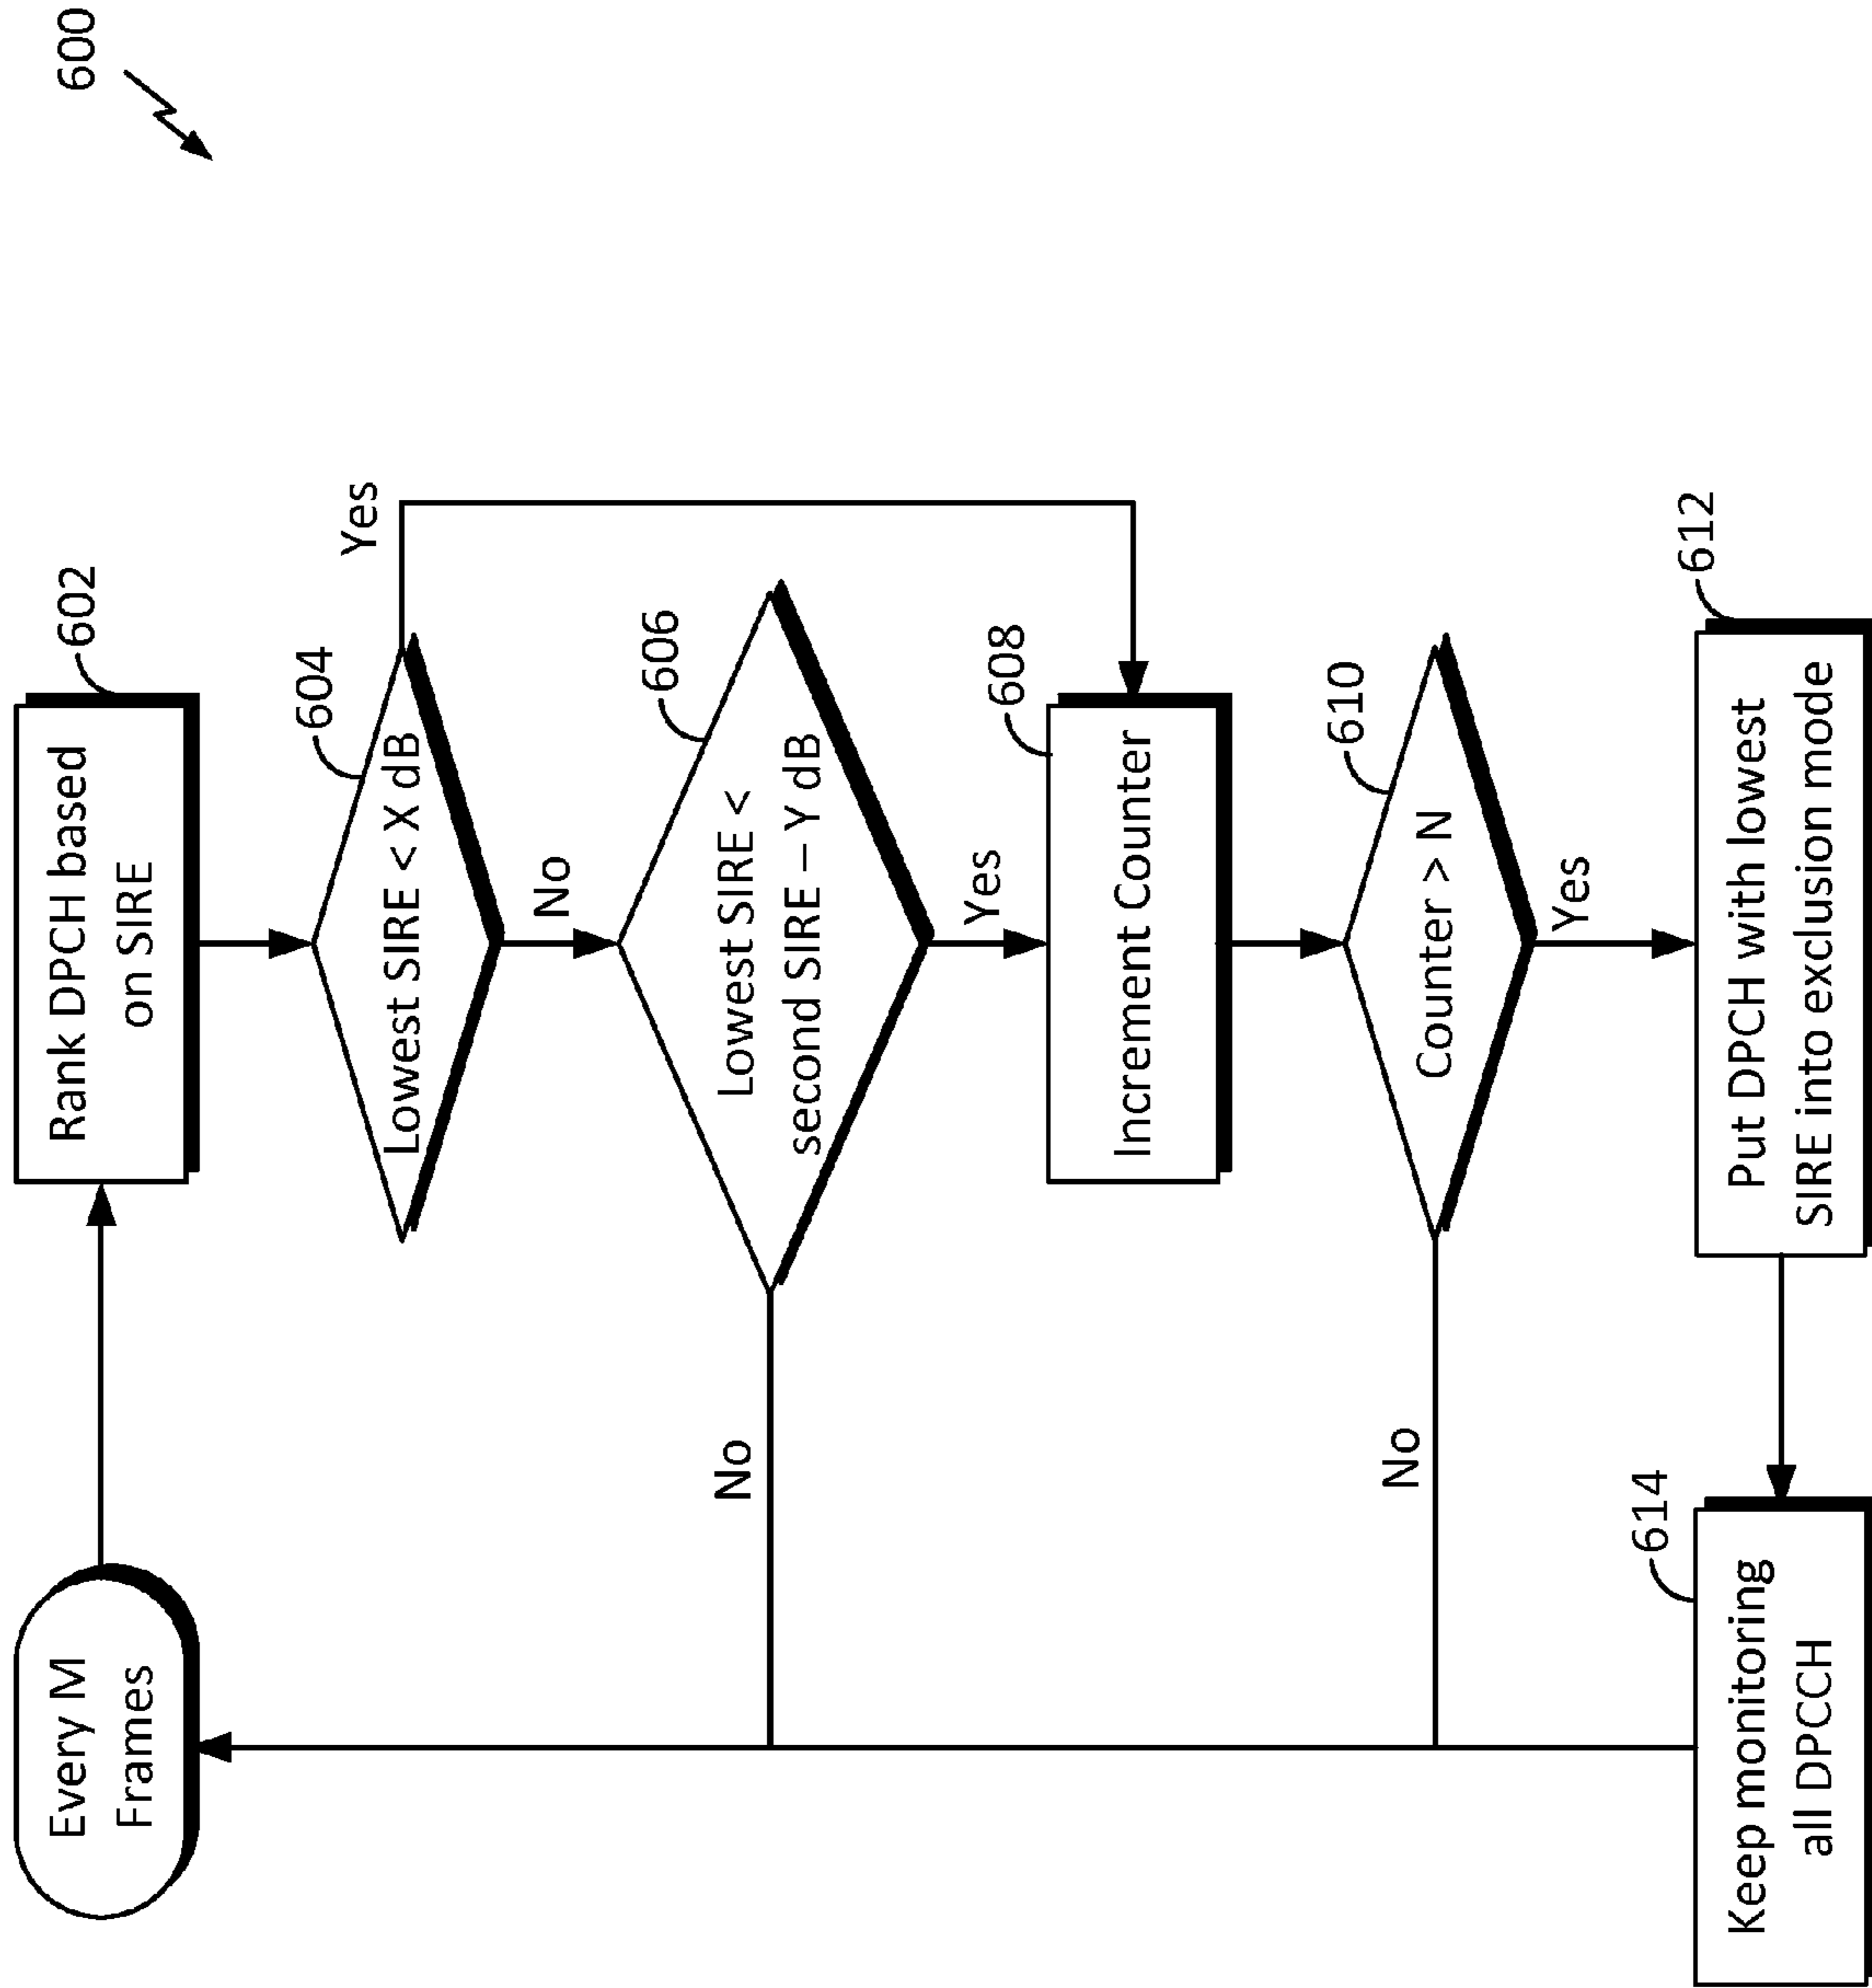 600
Every M
Frames
Rank DPCH based
on SIRE
602
604
Lowest SIRE < X dB
Yes
No
606
Lowest SIRE <
second SIRE – Y dB
No
Yes
608
Increment Counter
610
Counter > N
No
Yes
612
Put DPCH with lowest
SIRE into exclusion mode
614
Keep monitoring
all DPCCH